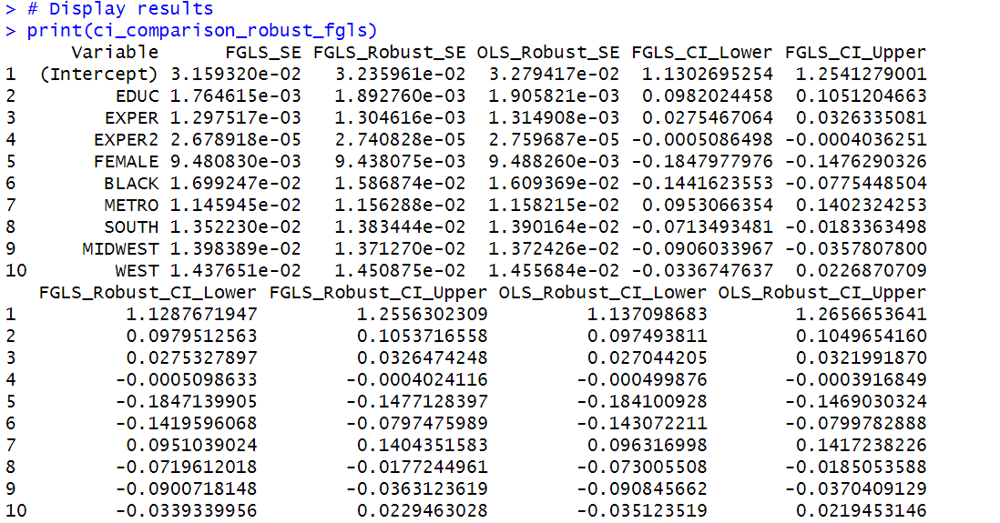 > # Display results
> print(ci_comparison_robust_fgls)
Variable FGLS_SE FGLS_Robust_SE OLS_Robust_SE FGLS_CI_Lower FGLS_CI_Upper
1 (Intercept) 3.159320e-02 3.235961e-02 3.279417e-02 1.1302695254 1.2541279001
2 EDUC 1.764615e-03 1.892760e-03 1.905821e-03 0.0982024458 0.1051204663
3 EXPER 1.297517e-03 1.304616e-03 1.314908e-03 0.0275467064 0.0326335081
4 EXPER2 2.678918e-05 2.740828e-05 2.759687e-05 -0.0005086498 -0.0004036251
5 FEMALE 9.480830e-03 9.438075e-03 9.488260e-03 -0.1847977976 -0.1476290326
6 BLACK 1.699247e-02 1.586874e-02 1.609369e-02 -0.1441623553 -0.0775448504
7 METRO 1.145945e-02 1.156288e-02 1.158215e-02 0.0953066354 0.1402324253
8 SOUTH 1.352230e-02 1.383444e-02 1.390164e-02 -0.0713493481 -0.0183363498
9 MIDWEST 1.398389e-02 1.371270e-02 1.372426e-02 -0.0906033967 -0.0357807800
10 WEST 1.437651e-02 1.450875e-02 1.455684e-02 -0.0336747637 0.0226870709
FGLS_Robust_CI_Lower FGLS_Robust_CI_Upper OLS_Robust_CI_Lower OLS_Robust_CI_Upper
1 1.1287671947 1.2556302309 1.137098683 1.2656653641
2 0.0979512563 0.1053716558 0.097493811 0.1049654160
3 0.0275327897 0.0326474248 0.027044205 0.0321991870
4 -0.0005098633 -0.0004024116 -0.000499876 -0.0003916849
5 -0.1847139905 -0.1477128397 -0.184100928 -0.1469030324
6 -0.1419596068 -0.0797475989 -0.143072211 -0.0799782888
7 0.0951039024 0.1404351583 0.096316998 0.1417238226
8 -0.0719612018 -0.0177244961 -0.073005508 -0.0185053588
9 -0.0900718148 -0.0363123619 -0.090845662 -0.0370409129
10 -0.0339339956 0.0229463028 -0.035123519 0.0219453146